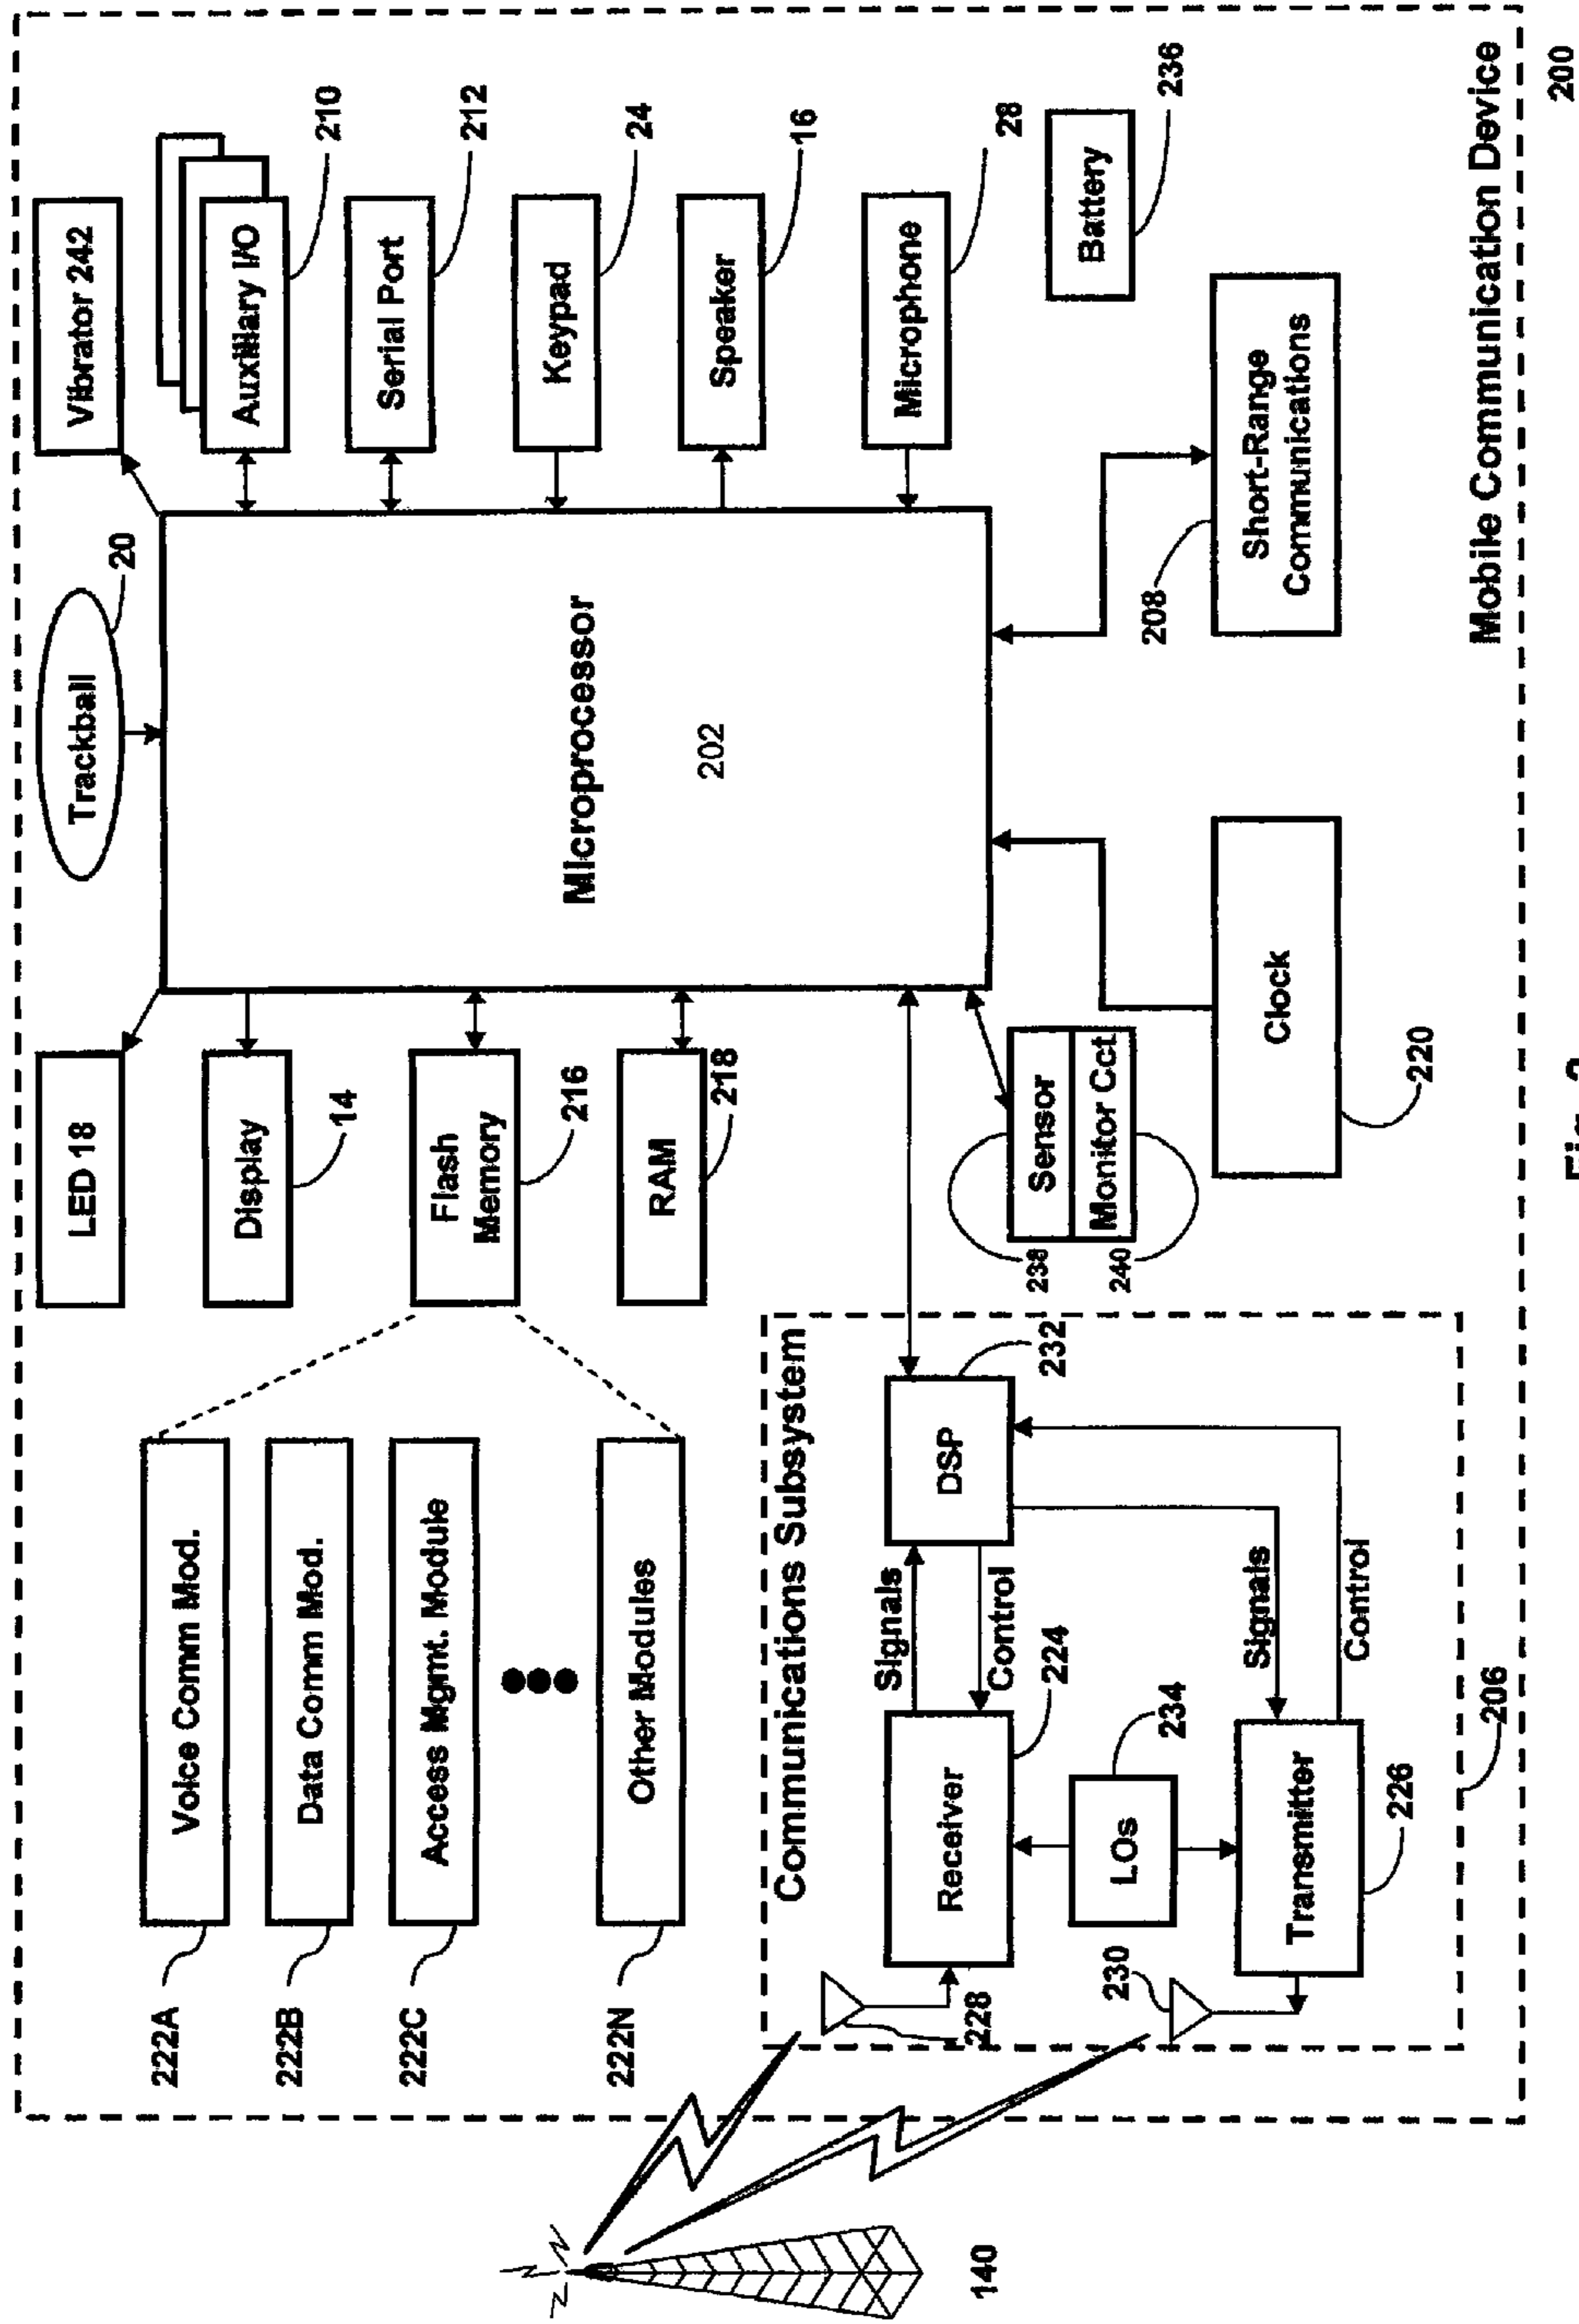 LED 18
Trackball
20
Vibrator 242
Display
14
Auxiliary I/O
210
Flash
Memory
216
Serial Port
212
RAM
218
Keypad
24
Speaker
16
Microphone
28
Microprocessor
202
222A
Voice Comm Mod.
222B
Data Comm Mod.
222C
Access Mgmt. Module
222N
Other Modules
Communications Subsystem
228
Receiver
224
Signals
Control
DSP
232
LOs
234
230
Transmitter
226
Signals
Control
206
Sensor
Monitor Cct
238
240
Clock
220
Short-Range
Communications
208
Battery
236
140
Mobile Communication Device
200